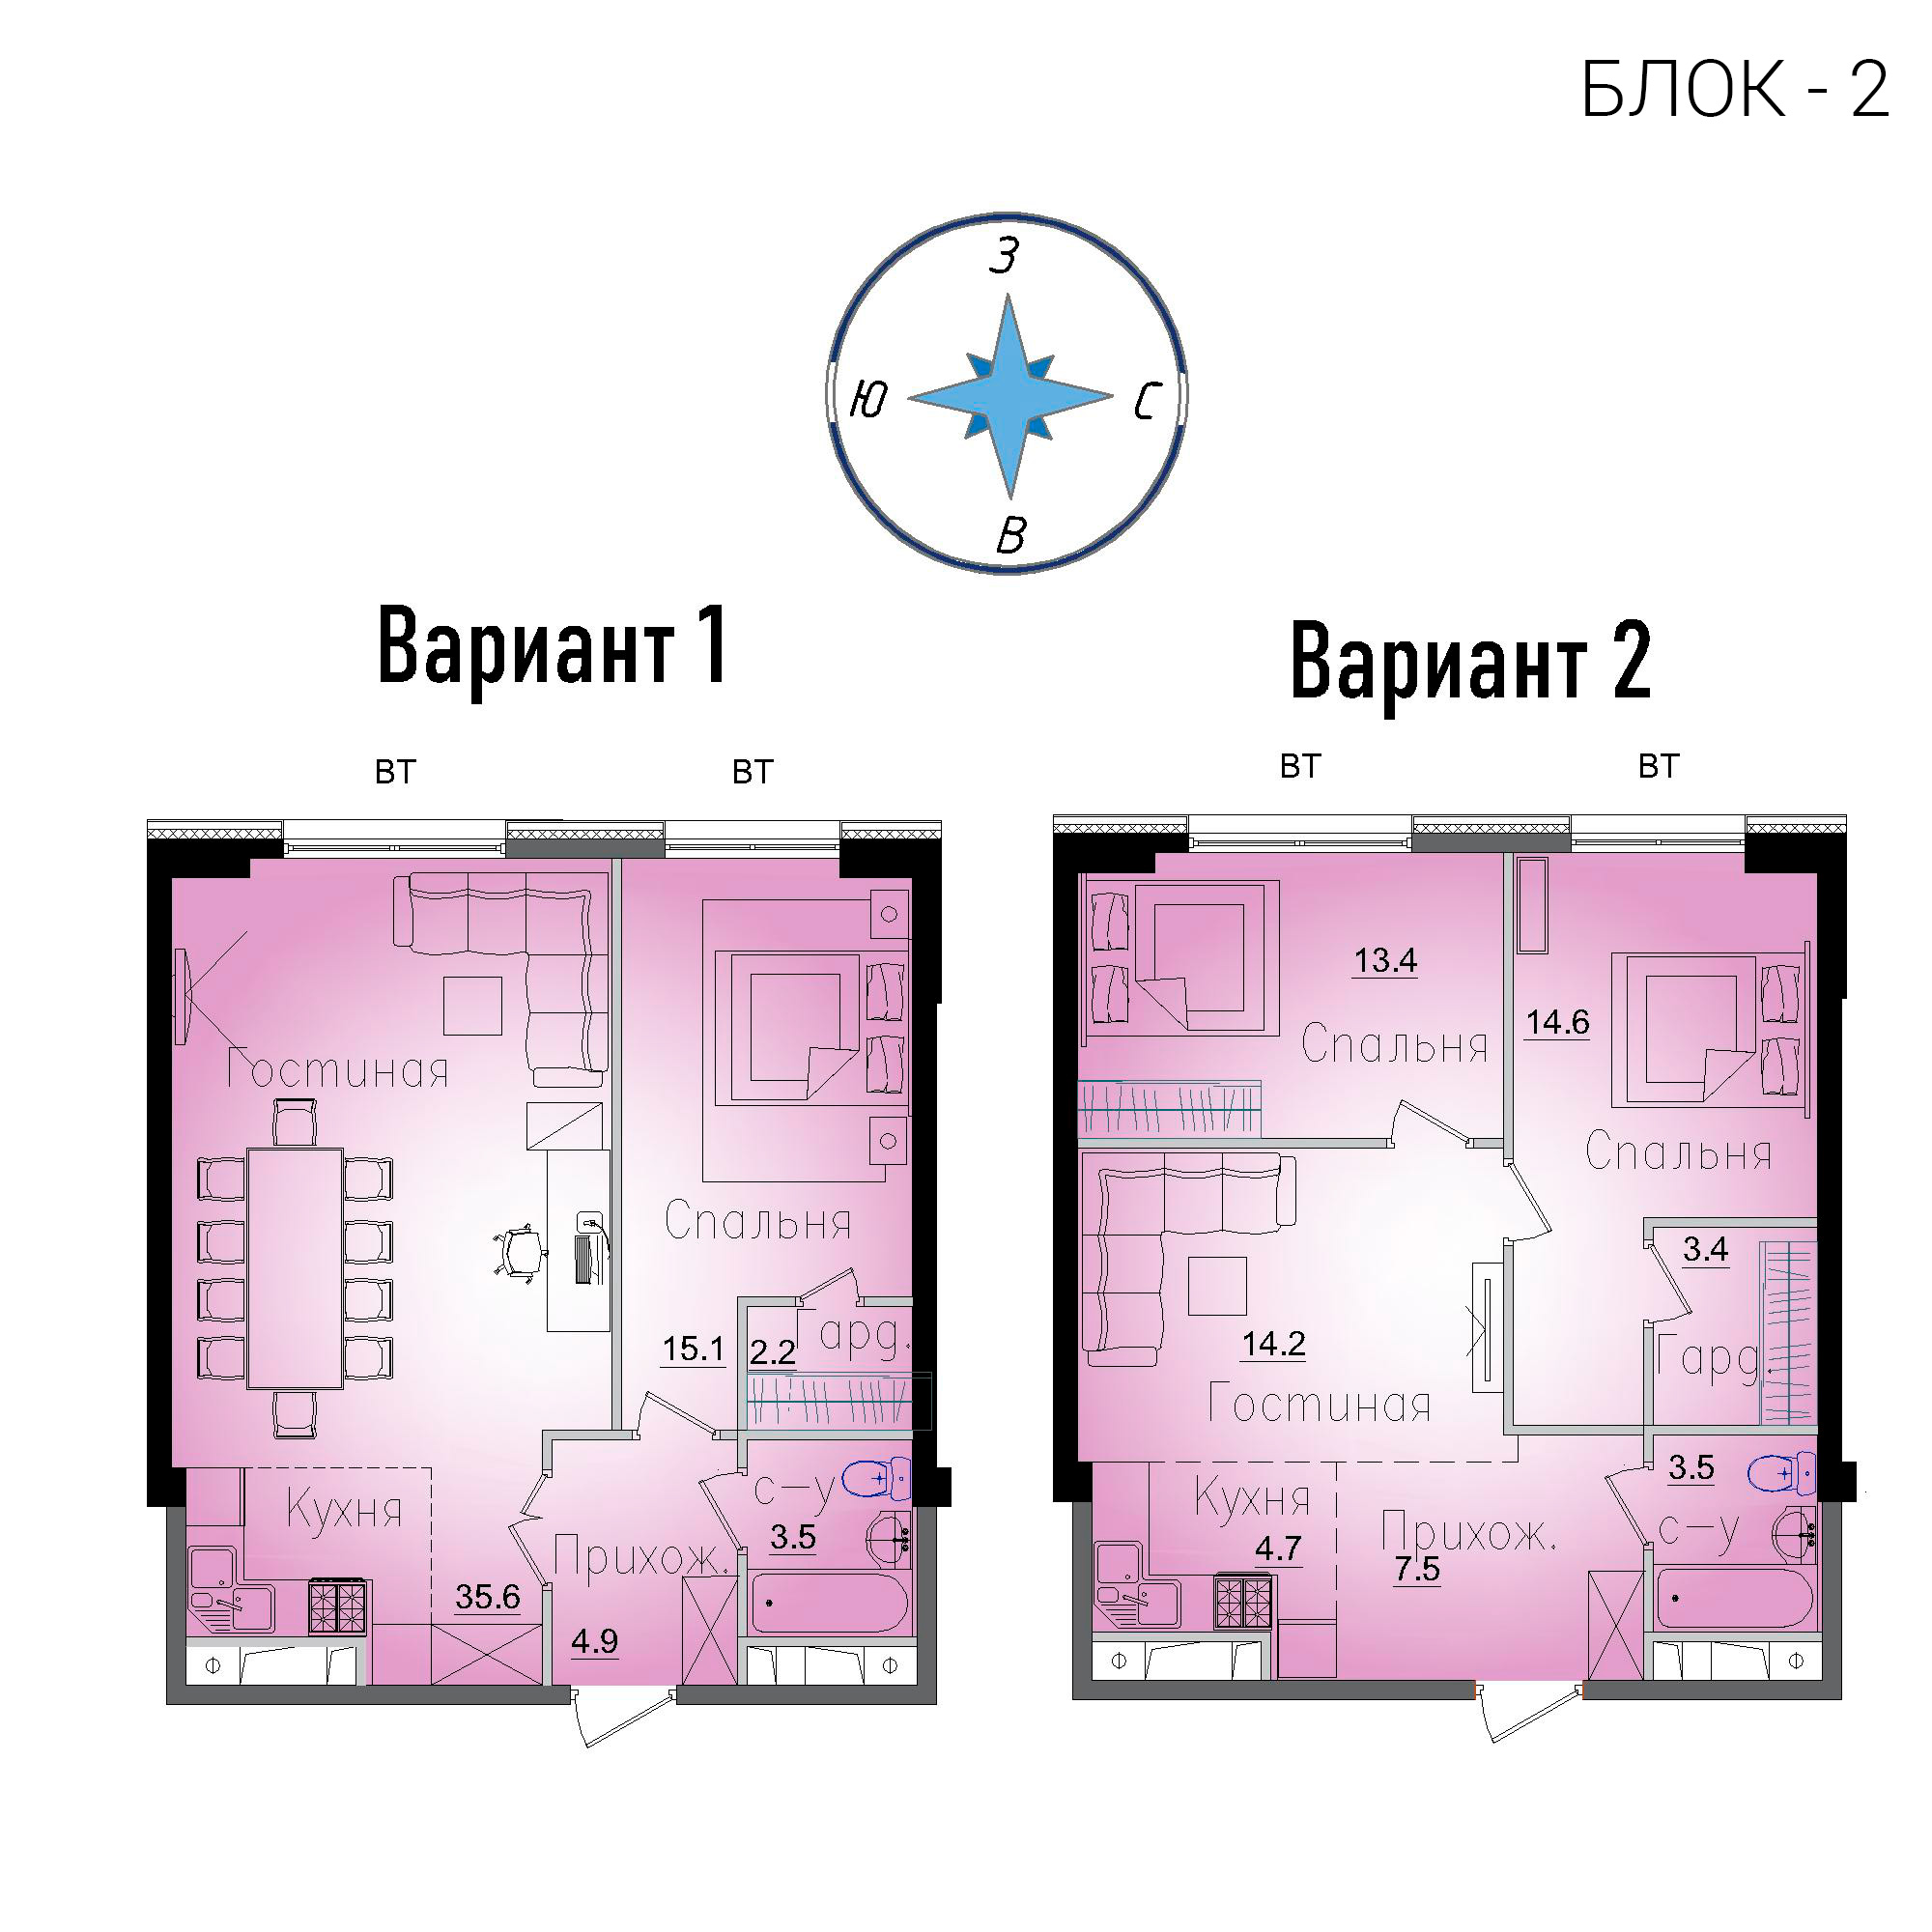 БЛОК - 2
З
Ю
С
В
Вариант 1
ВТ
ВТ
Гостиная
Спальня
Гард.
15.1
2.2
Кухня
с-у
3.5
Прихож.
35.6
4.9
Вариант 2
ВТ
ВТ
13.4
Спальня
14.6
Спальня
3.4
14.2
Гард.
Гостиная
3.5
Кухня
4.7
Прихож.
7.5
с-у